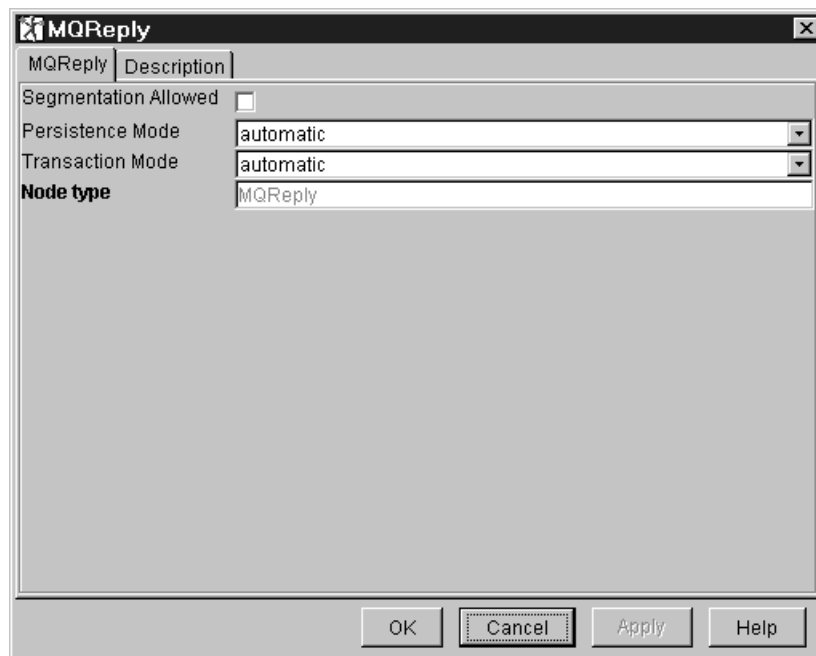 MQReply
MQReply Description
Segmentation Allowed
Persistence Mode automatic
Transaction Mode automatic
Node type MQReply
OK Cancel Apply Help